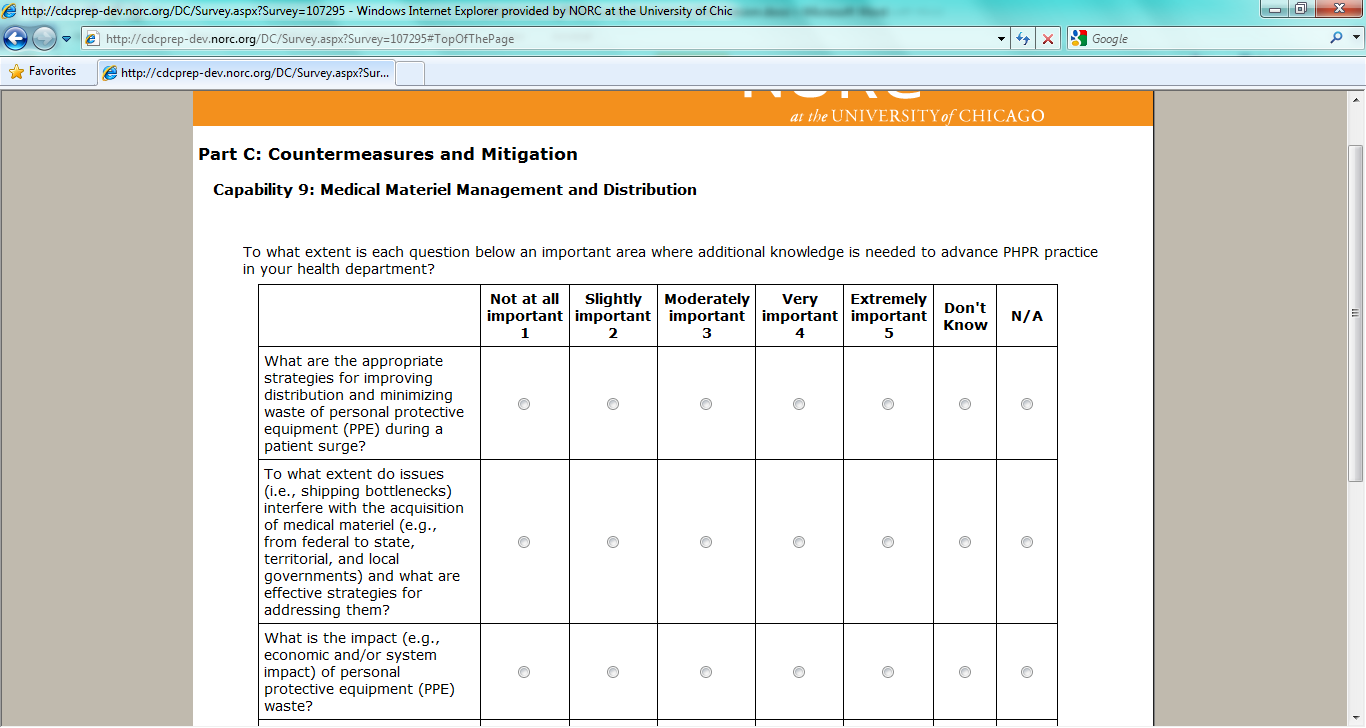 http://cdcprep-dev.norc.org/DC/Survey.aspx?Survey=107295 - Windows Internet Explorer provided by NORC at the University of Chic
http://cdcprep-dev.norc.org/DC/Survey.aspx?Survey=107295#TopOfThePage
Google
Favorites
http://cdcprep-dev.norc.org/DC/Survey.aspx?Sur...
NORC
at the UNIVERSITY of CHICAGO
Part C: Countermeasures and Mitigation
Capability 9: Medical Materiel Management and Distribution
To what extent is each question below an important area where additional knowledge is needed to advance PHPR practice
in your health department?
Not at all
important
1
Slightly
important
2
Moderately
important
3
Very
important
4
Extremely
important
5
Don't
Know
N/A
What are the appropriate
strategies for improving
distribution and minimizing
waste of personal protective
equipment (PPE) during a
patient surge?
To what extent do issues
(i.e., shipping bottlenecks)
interfere with the acquisition
of medical materiel (e.g.,
from federal to state,
territorial, and local
governments) and what are
effective strategies for
addressing them?
What is the impact (e.g.,
economic and/or system
impact) of personal
protective equipment (PPE)
waste?